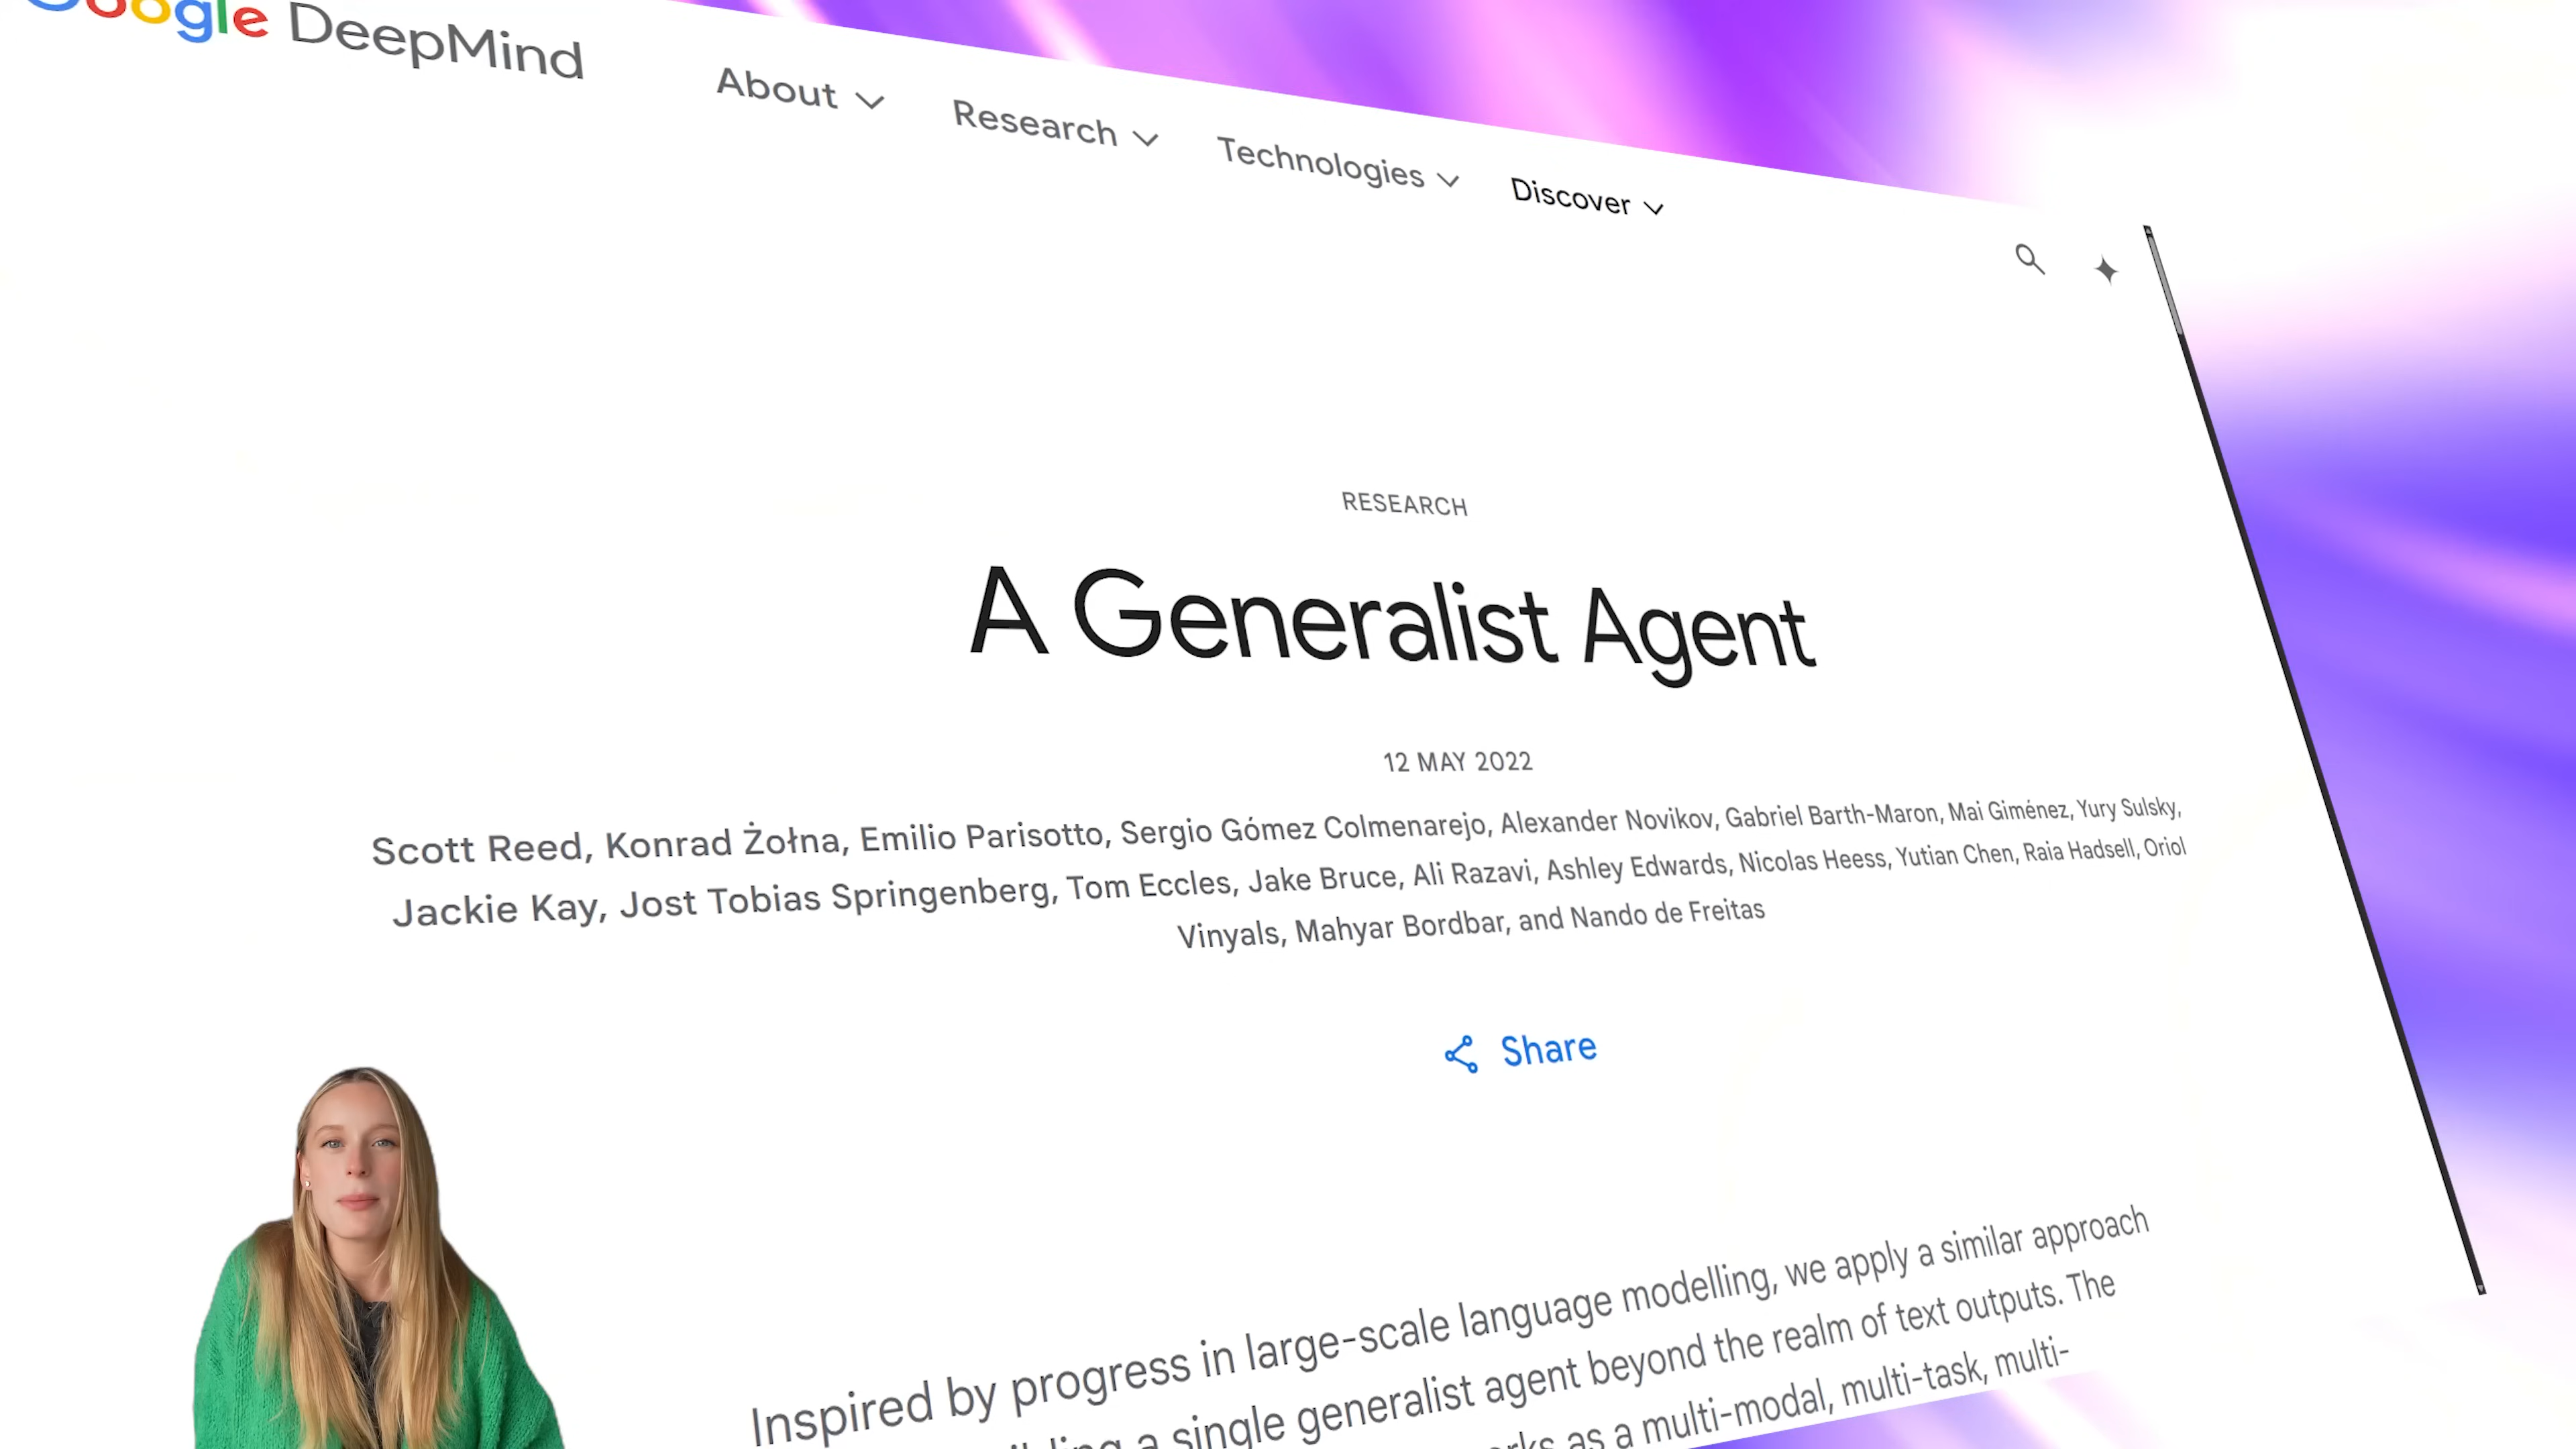 Google DeepMind
About
Research
Technologies
Discover
RESEARCH
A Generalist Agent
12 MAY 2022
Scott Reed, Konrad Żołna, Emilio Parisotto, Sergio Gómez Colmenarejo, Alexander Novikov, Gabriel Barth-Maron, Mai Giménez, Yury Sulsky,
Jackie Kay, Jost Tobias Springenberg, Tom Eccles, Jake Bruce, Ali Razavi, Ashley Edwards, Nicolas Heess, Yutian Chen, Raia Hadsell, Oriol
Vinyals, Mahyar Bordbar, and Nando de Freitas
Share
Inspired by progress in large-scale language modelling, we apply a similar approach
a single generalist agent beyond the realm of text outputs. The
as a multi-modal, multi-task, multi-